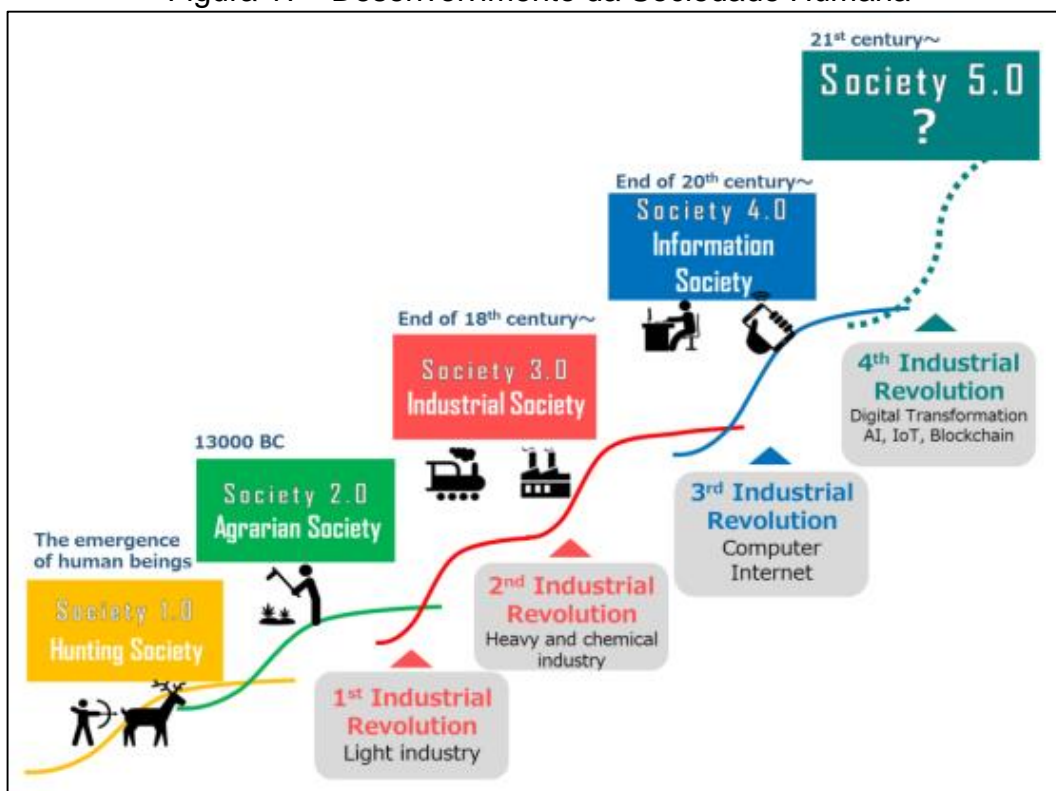 Figura 17 – Desenvolvimento da Sociedade Humana
21st century～
Society 5.0
?
End of 20th century～
Society 4.0
Information
Society
End of 18th century～
Society 3.0
Industrial Society
13000 BC
Society 2.0
Agrarian Society
The emergence
of human beings
Society 1.0
Hunting Society
1st Industrial
Revolution
Light industry
2nd Industrial
Revolution
Heavy and chemical
industry
3rd Industrial
Revolution
Computer
Internet
4th Industrial
Revolution
Digital Transformation
AI, IoT, Blockchain